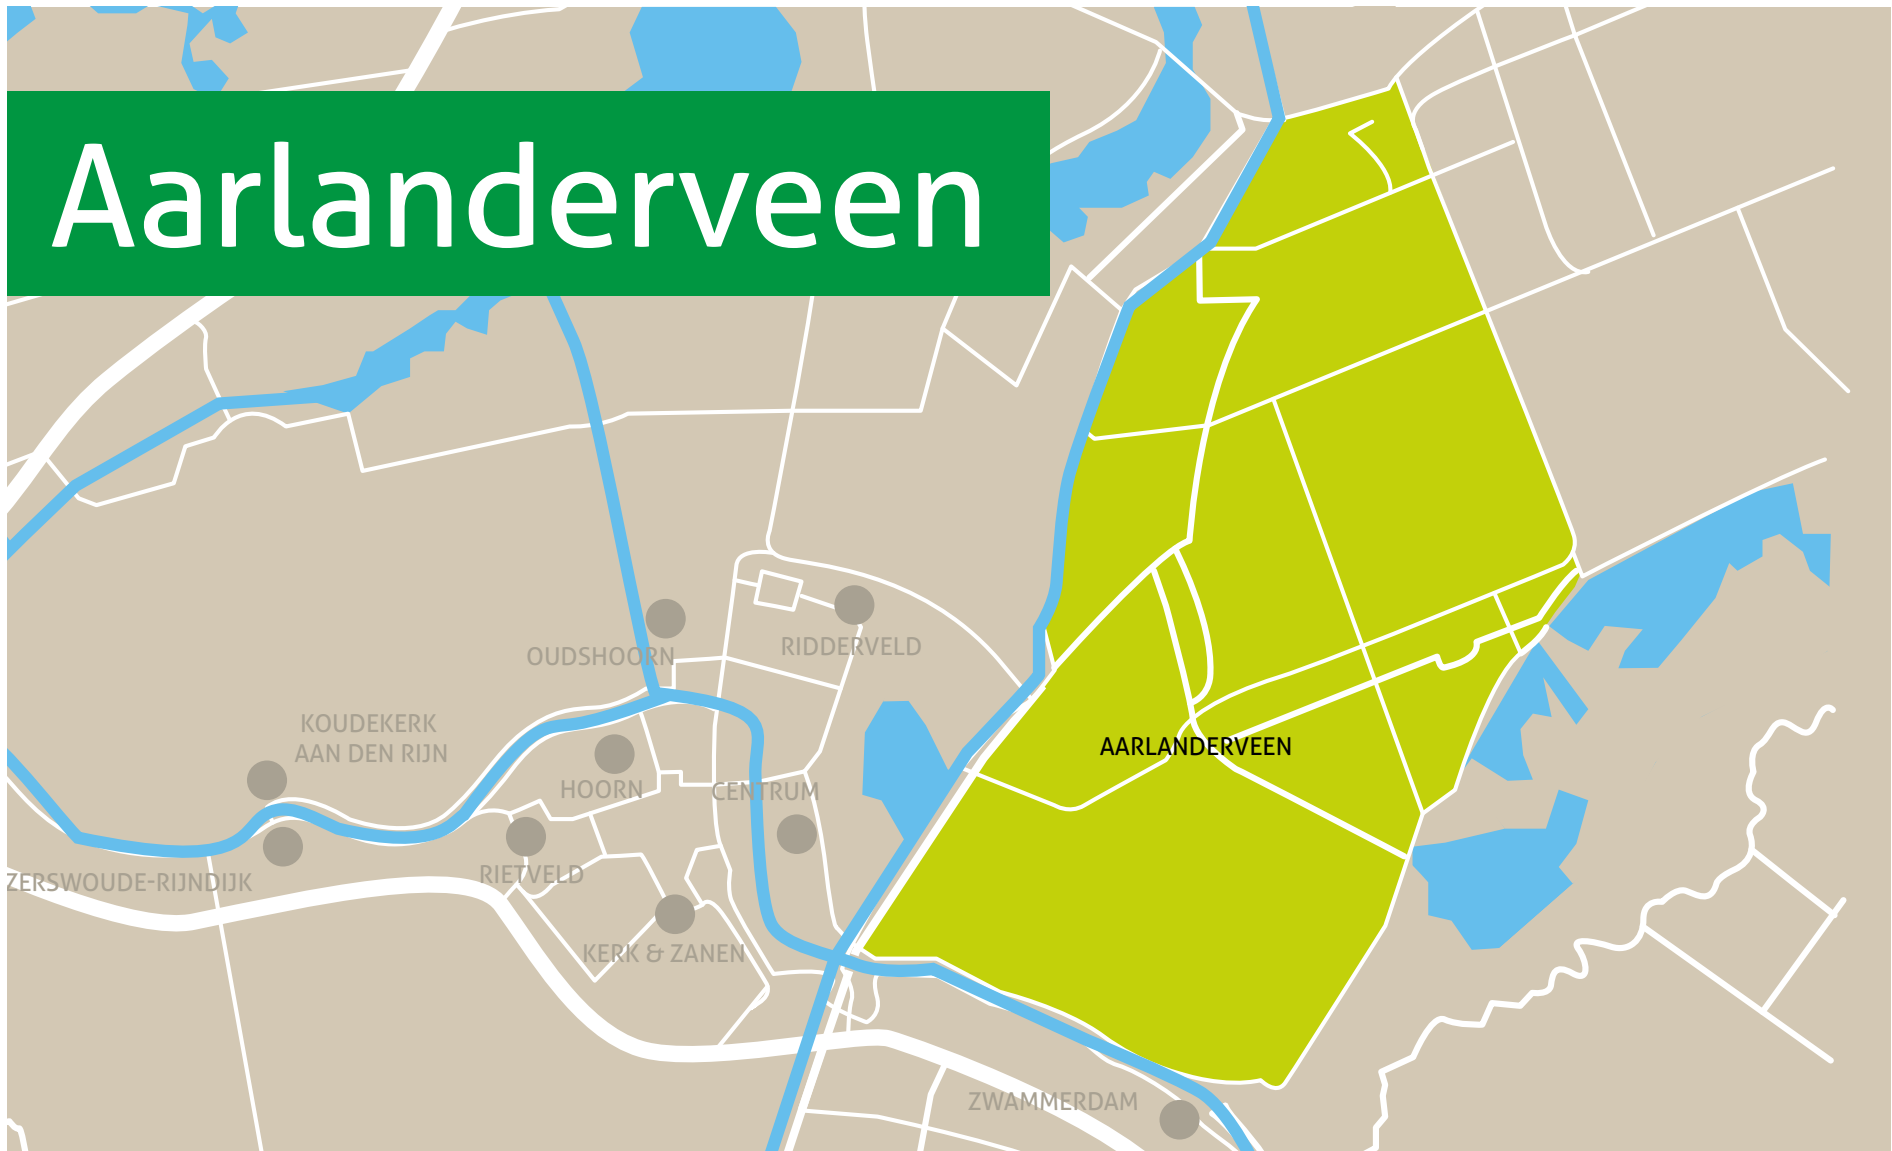 Aarlanderveen
OUDSHOORN
RIDDERVELD
KOUDEKERK
AAN DEN RIJN
AARLANDERVEEN
HOORN
CENTRUM
RIETVELD
ZERSWOUDE-RIJNDIJK
KERK & ZANEN
ZWAMMERDAM